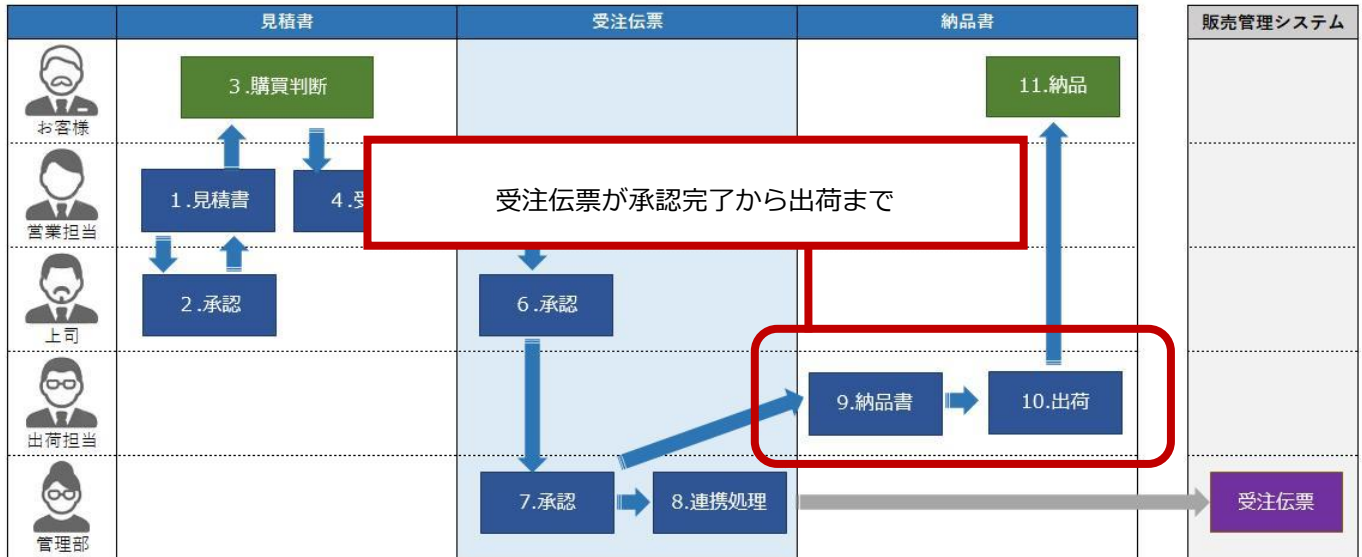 見積書
受注伝票
納品書
販売管理システム
お客様
3.購買判断
11.納品
営業担当
1.見積書
4.受
受注伝票が承認完了から出荷まで
上司
2.承認
6.承認
出荷担当
9.納品書
10.出荷
管理部
7.承認
8.連携処理
受注伝票